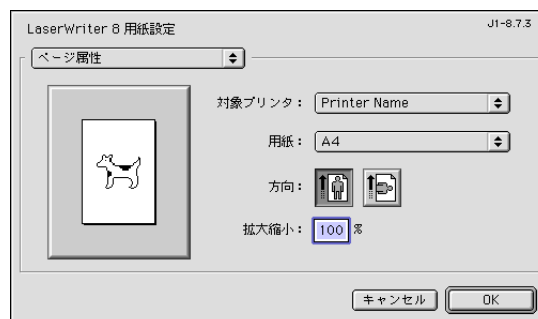 LaserWriter 8 用紙設定
J1-8.7.3
ページ属性
対象プリンタ： Printer Name
用紙： A4
方向：
拡大縮小： 100 %
キャンセル
OK